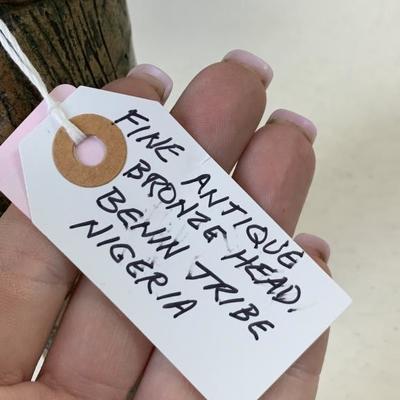 FINE ANTIQUE
BRONZE HEAD.
BENIN TRIBE
NIGERIA